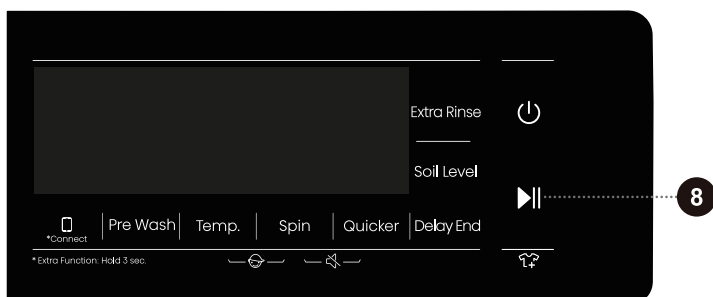 Extra Rinse
Soil Level
8
*Connect
Pre Wash
Temp.
Spin
Quicker
Delay End
* Extra Function: Hold 3 sec.